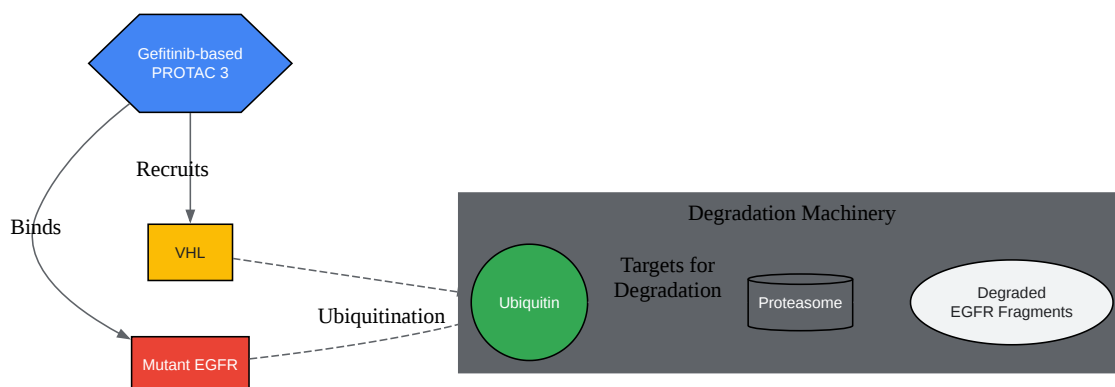 Gefitinib-based
PROTAC 3
Recruits
Binds
VHL
Mutant EGFR
Ubiquitination
Degradation Machinery
Ubiquitin
Targets for
Degradation
Proteasome
Degraded
EGFR Fragments